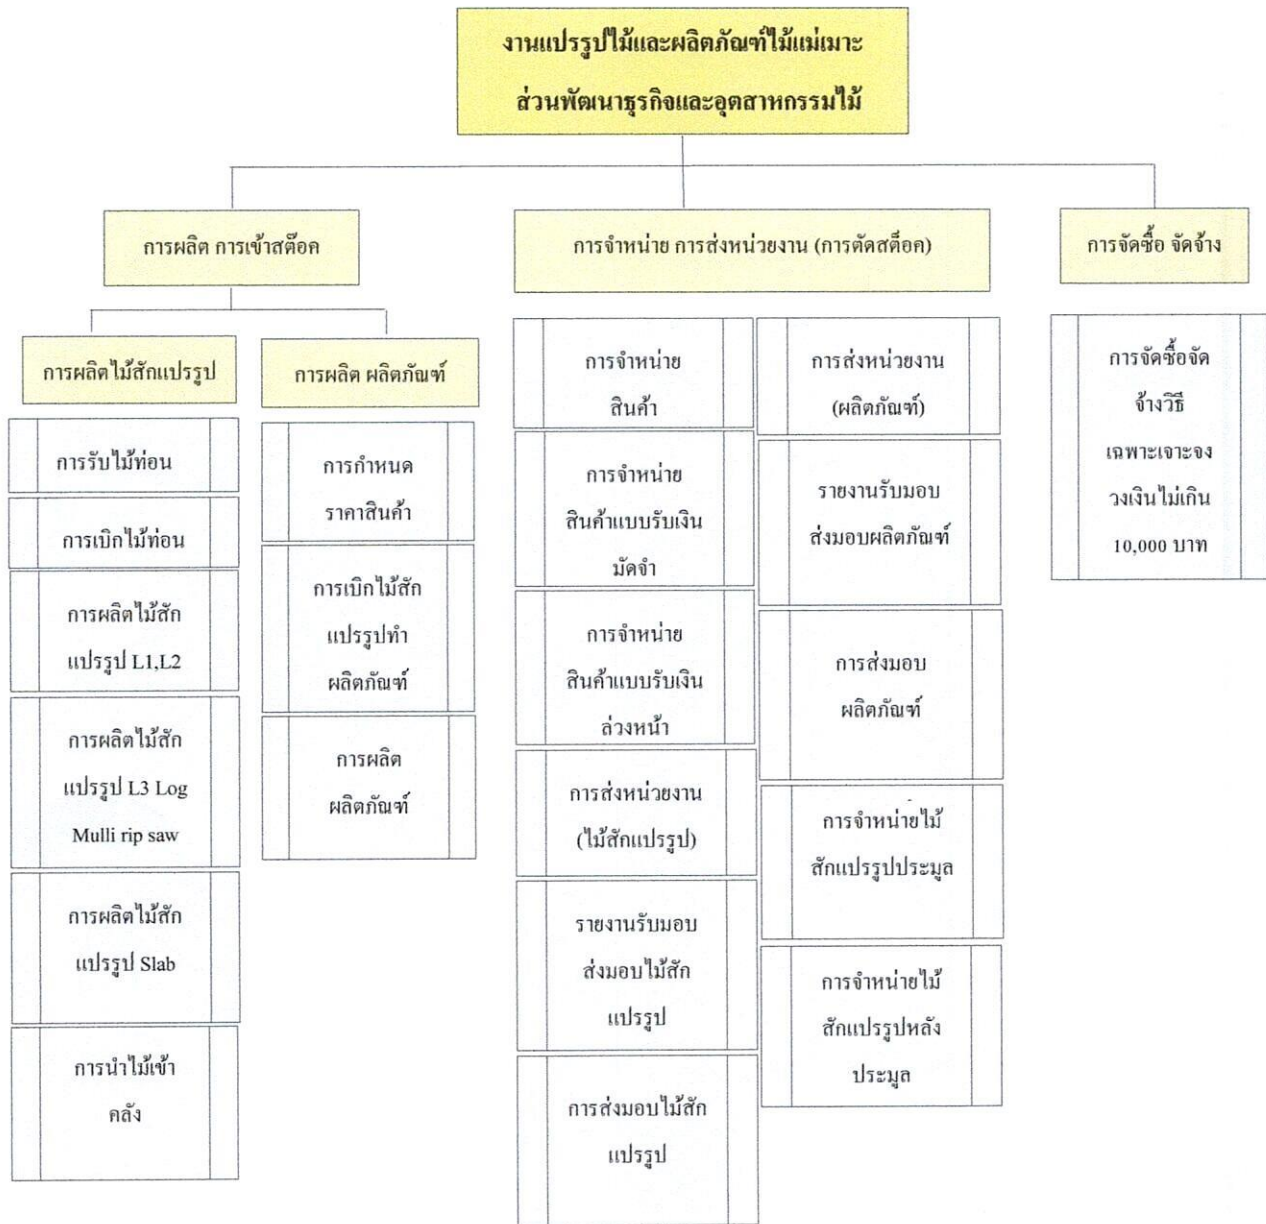 งานแปรรูปไม้และผลิตภัณฑ์ไม้แม่เมาะ
ส่วนพัฒนาธุรกิจและอุตสาหกรรมไม้
การผลิต การเข้าสต๊อค
การผลิตไม้สักแปรรูป
การรับไม้ท่อน
การเบิกไม้ท่อน
การผลิตไม้สัก
แปรรูป L1,L2
การผลิตไม้สัก
แปรรูป L3 Log
Mulli rip saw
การผลิตไม้สัก
แปรรูป Slab
การนำไม้เข้า
คลัง
การผลิต ผลิตภัณฑ์
การกำหนด
ราคาสินค้า
การเบิกไม้สัก
แปรรูปทำ
ผลิตภัณฑ์
การผลิต
ผลิตภัณฑ์
การจำหน่าย การส่งหน่วยงาน (การตัดสต็อค)
การจำหน่าย
สินค้า
การจำหน่าย
สินค้าแบบรับเงิน
มัดจำ
การจำหน่าย
สินค้าแบบรับเงิน
ล่วงหน้า
การส่งหน่วยงาน
(ไม้สักแปรรูป)
รายงานรับมอบ
ส่งมอบไม้สัก
แปรรูป
การส่งมอบไม้สัก
แปรรูป
การส่งหน่วยงาน
(ผลิตภัณฑ์)
รายงานรับมอบ
ส่งมอบผลิตภัณฑ์
การส่งมอบ
ผลิตภัณฑ์
การจำหน่ายไม้
สักแปรรูปประมูล
การจำหน่ายไม้
สักแปรรูปหลัง
ประมูล
การจัดซื้อ จัดจ้าง
การจัดซื้อจัด
จ้างวิธี
เฉพาะเจาะจง
วงเงินไม่เกิน
10,000 บาท